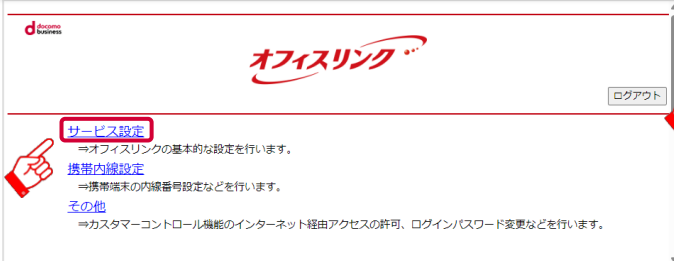 docomo
business
オフィスリンク
ログアウト
サービス設定
⇒オフィスリンクの基本的な設定を行います。
携帯内線設定
⇒携帯端末の内線番号設定などを行います。
その他
⇒カスタマーコントロール機能のインターネット経由アクセスの許可、ログインパスワード変更などを行います。